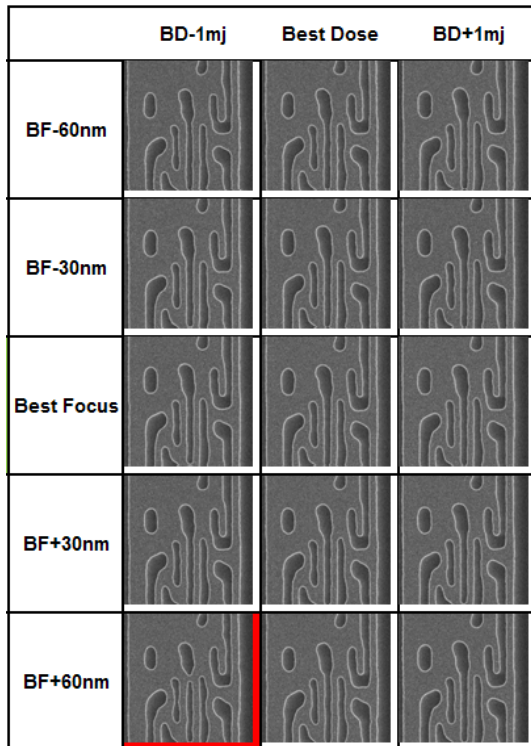 BD-1mj Best Dose BD+1mj
BF-60nm
BF-30nm
Best Focus
BF+30nm
BF+60nm